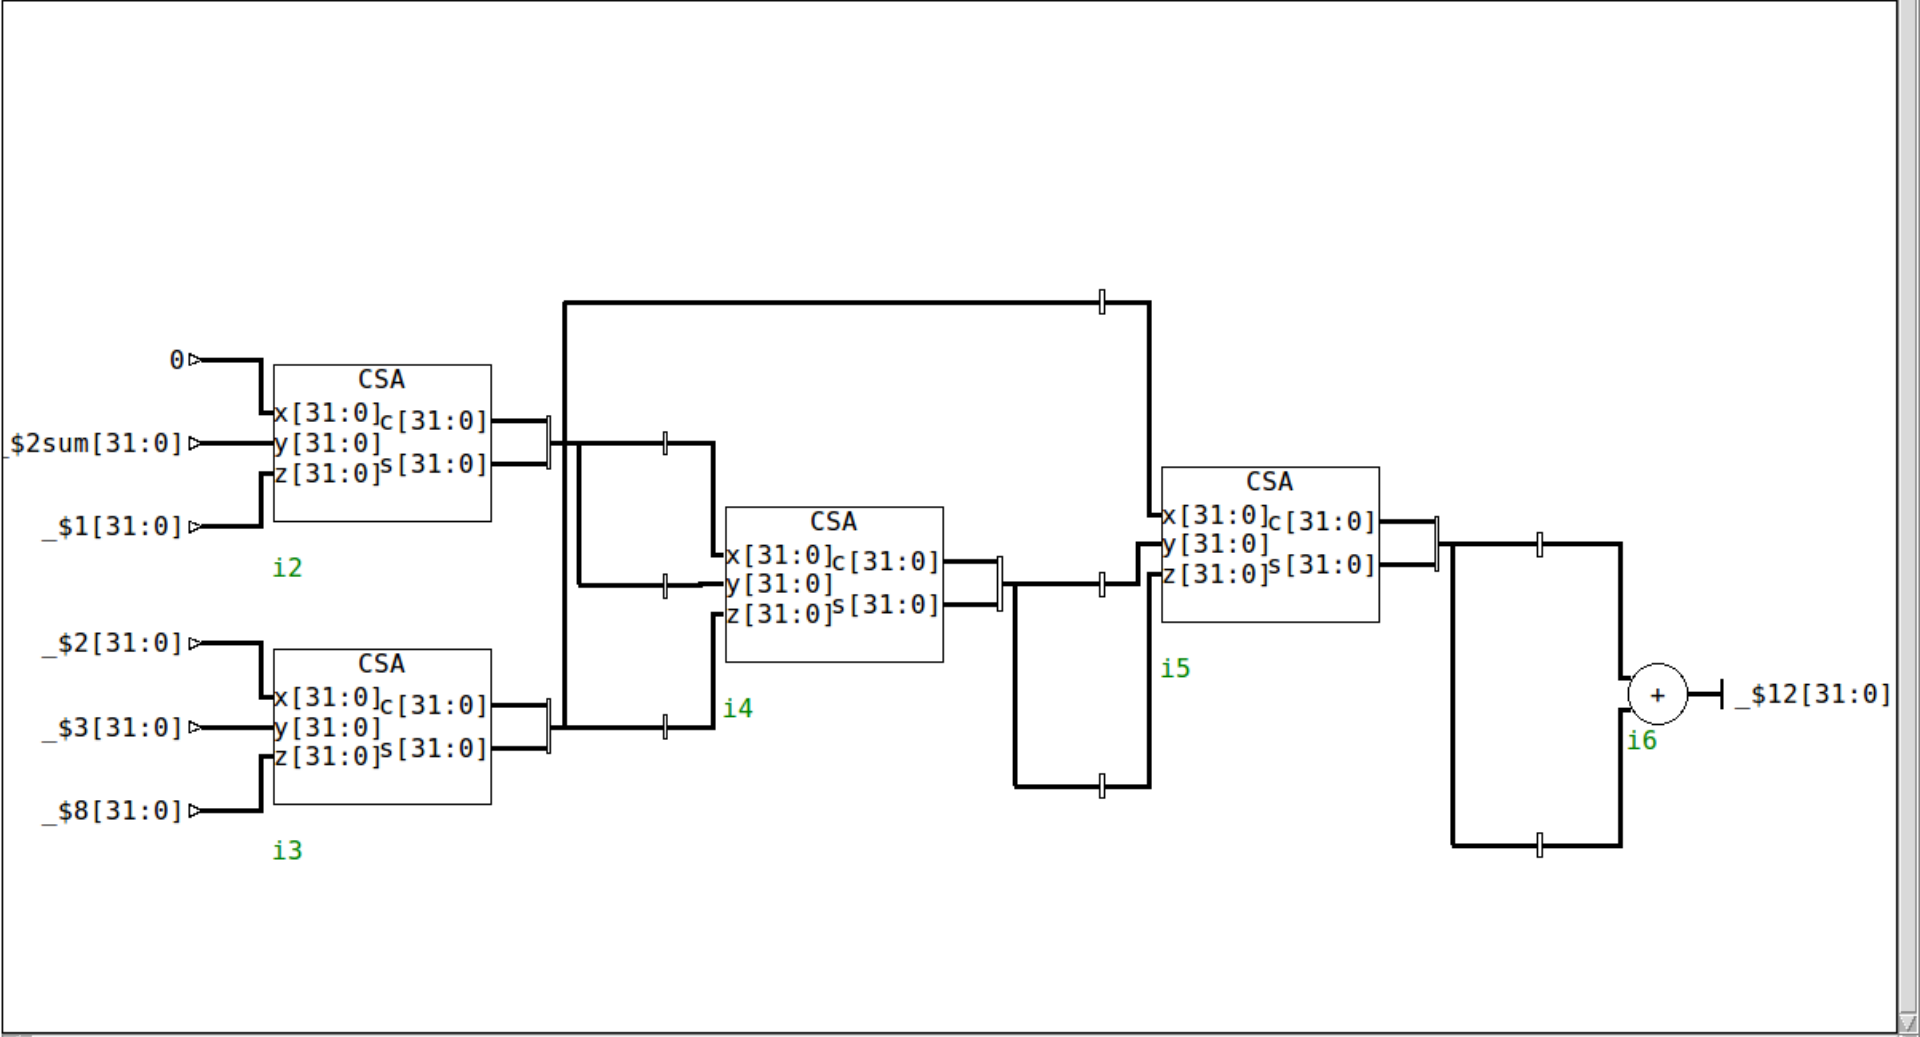 0
_$2sum[31:0]
_$1[31:0]
CSA
x[31:0]
y[31:0]
z[31:0]
c[31:0]
s[31:0]
i2
_$2[31:0]
_$3[31:0]
_$8[31:0]
CSA
x[31:0]
y[31:0]
z[31:0]
c[31:0]
s[31:0]
i3
CSA
x[31:0]
y[31:0]
z[31:0]
c[31:0]
s[31:0]
i4
CSA
x[31:0]
y[31:0]
z[31:0]
c[31:0]
s[31:0]
i5
+
i6
_$12[31:0]